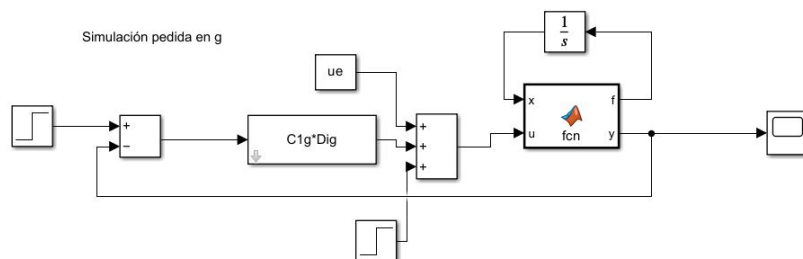 Simulación pedida en g
1
s
ue
x
f
+
−
C1g*Dig
+
+
+
u
fcn
y